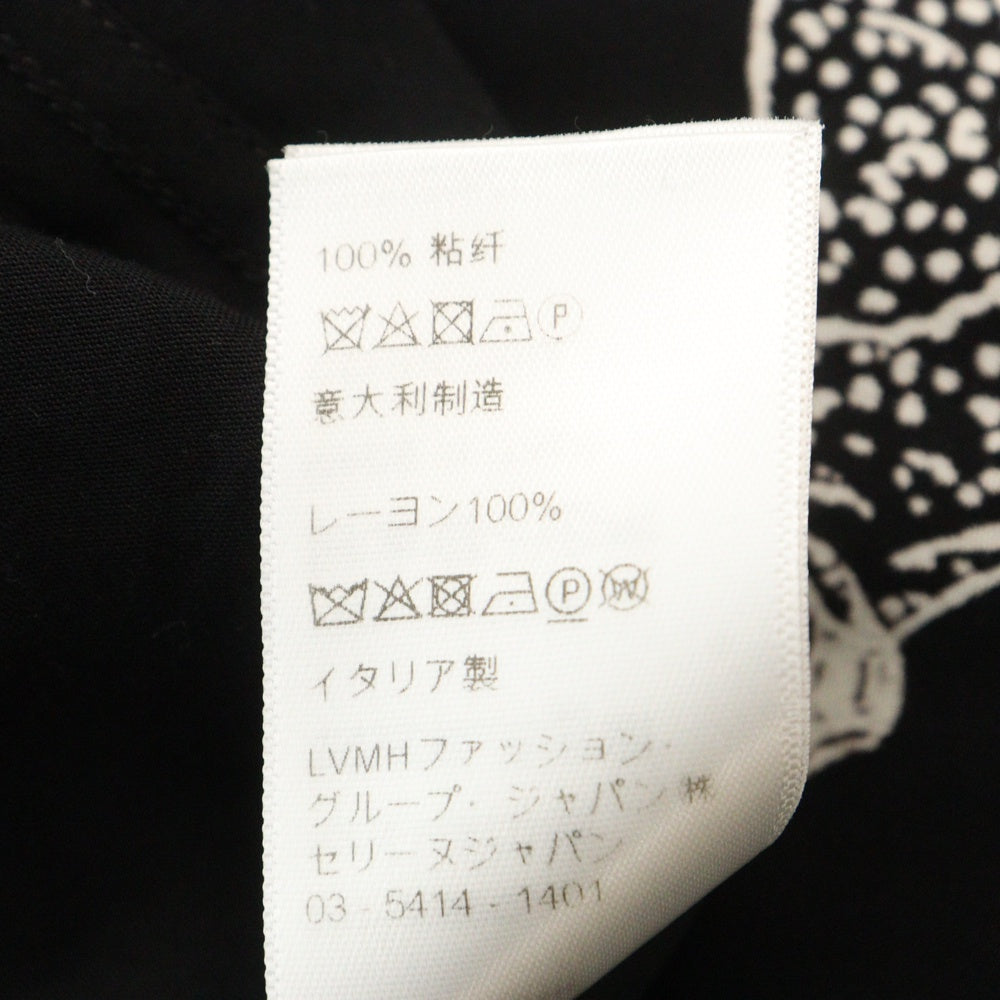 100% 粘纤
P
意大利制造
レーヨン100%
P W
イタリア製
LVMHファッション・
グループ・ジャパン 株
セリーヌジャパン
03-5414-1401